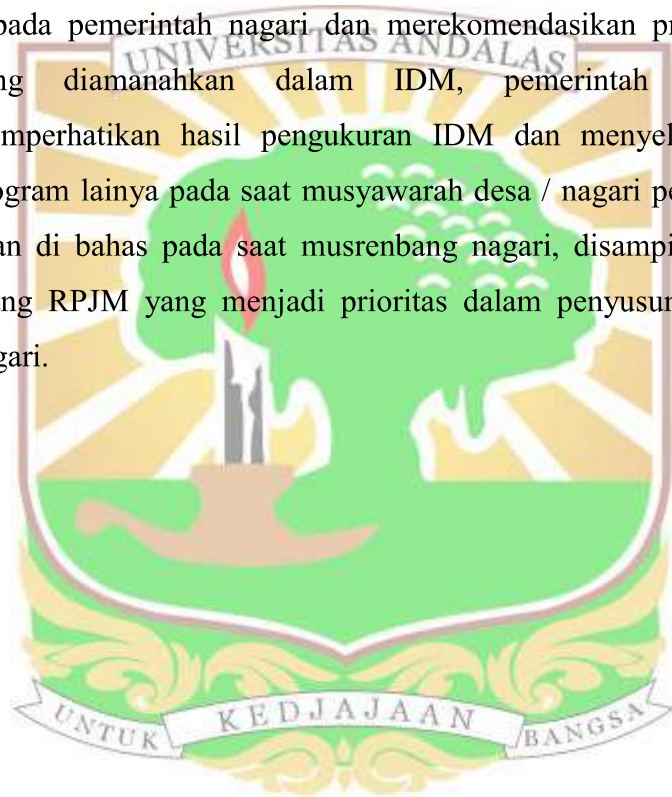 pada pemerintah nagari dan merekomendasikan pr
UNIVERSITAS ANDALAS
ng diamanahkan dalam IDM, pemerintah
mperhatikan hasil pengukuran IDM dan menyel
ogram lainya pada saat musyawarah desa / nagari pe
an di bahas pada saat musrenbang nagari, disampi
ng RPJM yang menjadi prioritas dalam penyusun
gari.
UNTUK KEDJAJAAN BANGSA